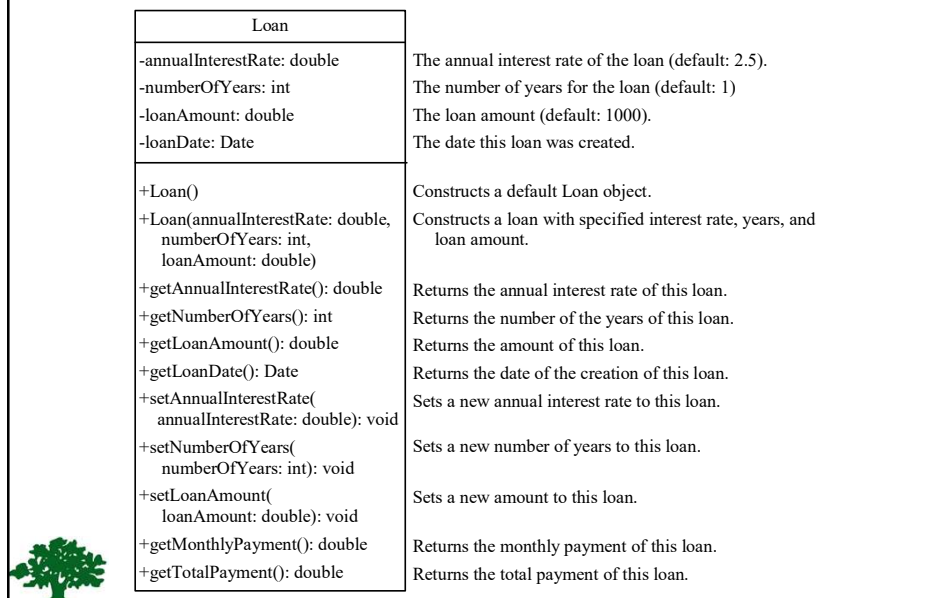 Loan
-annualInterestRate: double The annual interest rate of the loan (default: 2.5).
-numberOfYears: int The number of years for the loan (default: 1)
-loanAmount: double The loan amount (default: 1000).
-loanDate: Date The date this loan was created.
+Loan() Constructs a default Loan object.
+Loan(annualInterestRate: double, Constructs a loan with specified interest rate, years, and
numberOfYears: int, loan amount.
loanAmount: double)
+getAnnualInterestRate(): double Returns the annual interest rate of this loan.
+getNumberOfYears(): int Returns the number of the years of this loan.
+getLoanAmount(): double Returns the amount of this loan.
+getLoanDate(): Date Returns the date of the creation of this loan.
+setAnnualInterestRate( Sets a new annual interest rate to this loan.
annualInterestRate: double): void
+setNumberOfYears( Sets a new number of years to this loan.
numberOfYears: int): void
+setLoanAmount( Sets a new amount to this loan.
loanAmount: double): void
+getMonthlyPayment(): double Returns the monthly payment of this loan.
+getTotalPayment(): double Returns the total payment of this loan.